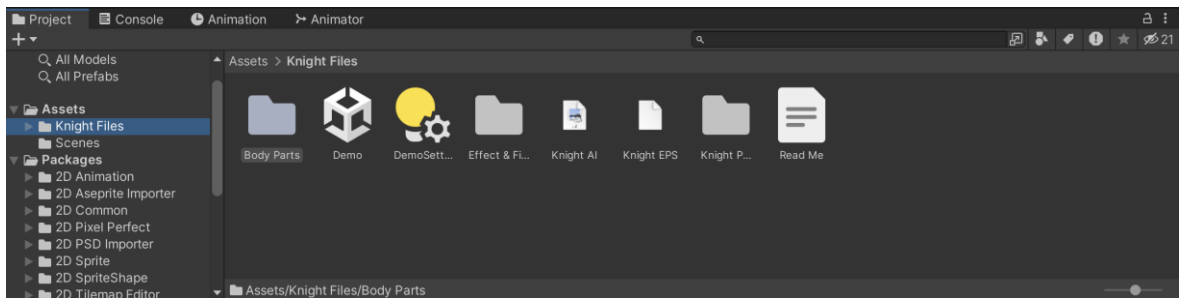 Project Console Animation Animator
21
All Models
All Prefabs
Assets
Knight Files
Scenes
Packages
2D Animation
2D Aseprite Importer
2D Common
2D Pixel Perfect
2D PSD Importer
2D Sprite
2D SpriteShape
2D Tilemap Editor
Assets > Knight Files
Body Parts Demo DemoSett... Effect & Fi... Knight AI Knight EPS Knight P... Read Me
Assets/Knight Files/Body Parts